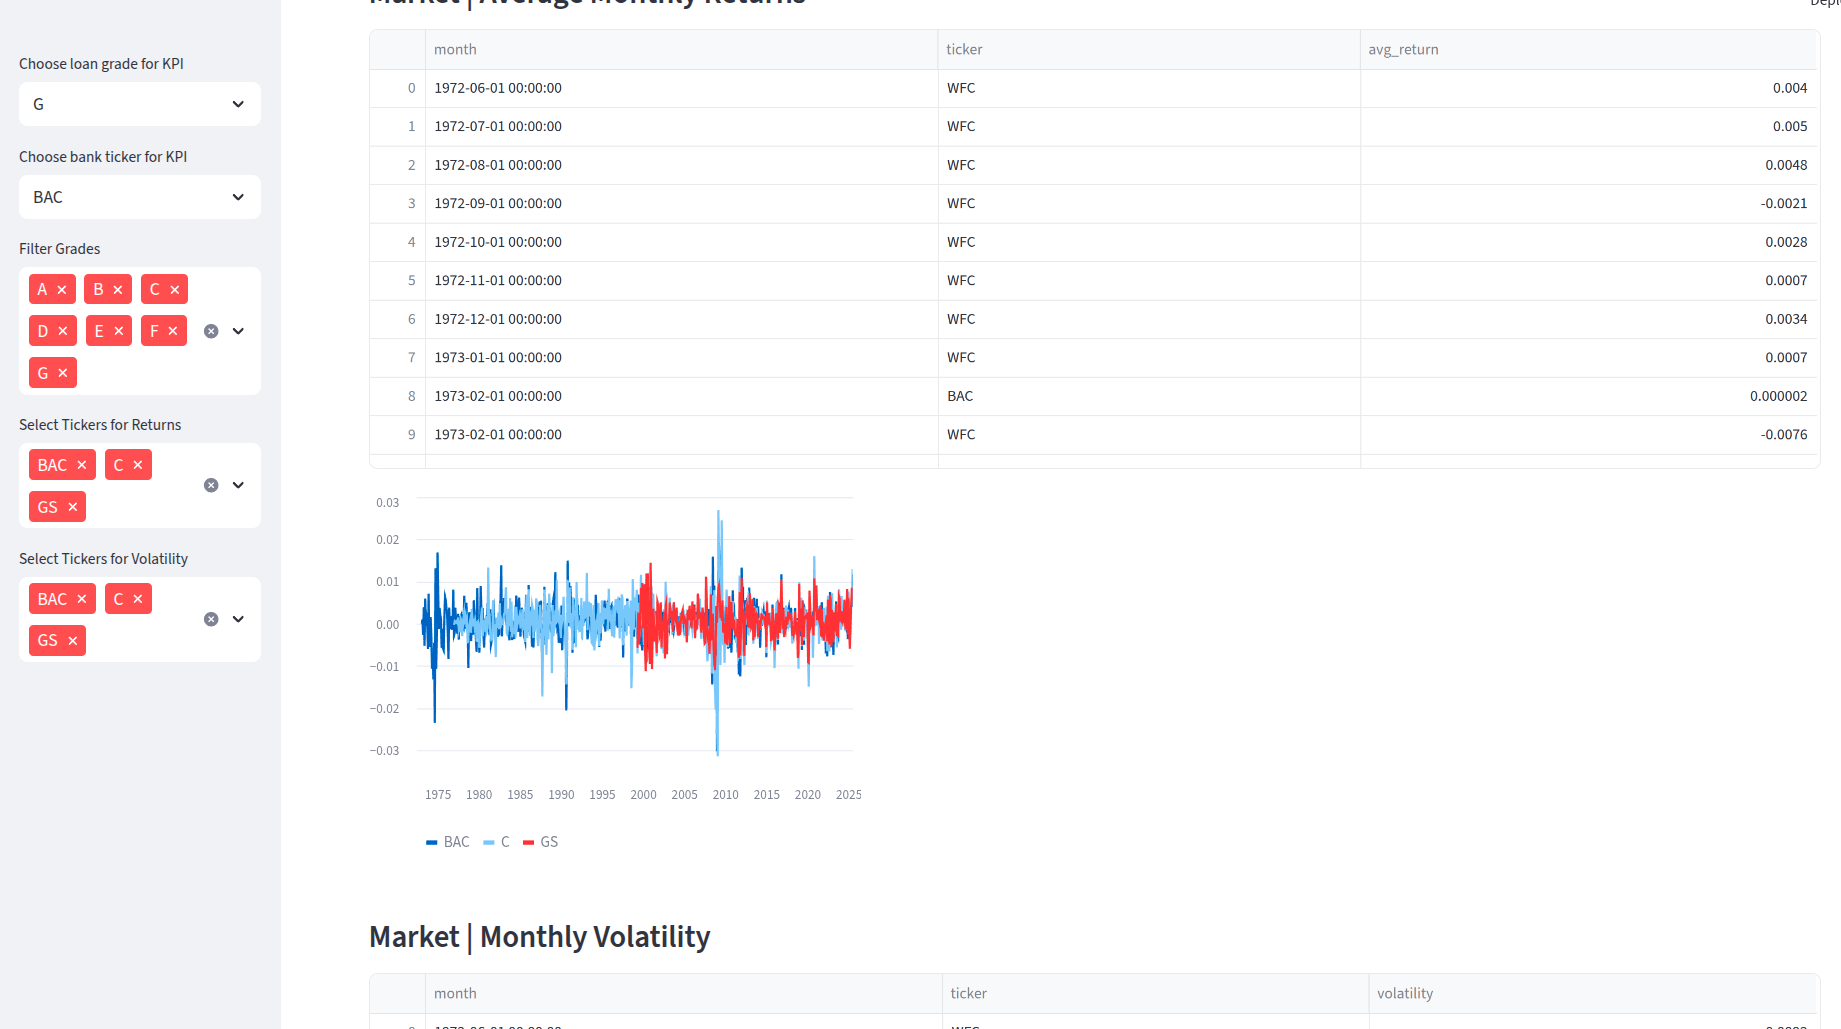 Choose loan grade for KPI
G
Choose bank ticker for KPI
BAC
Filter Grades
A × B × C ×
D × E × F ×
G ×
Select Tickers for Returns
BAC × C ×
GS ×
Select Tickers for Volatility
BAC × C ×
GS ×
Market | Average Monthly Returns
month ticker avg_return
0 1972-06-01 00:00:00 WFC 0.004
1 1972-07-01 00:00:00 WFC 0.005
2 1972-08-01 00:00:00 WFC 0.0048
3 1972-09-01 00:00:00 WFC -0.0021
4 1972-10-01 00:00:00 WFC 0.0028
5 1972-11-01 00:00:00 WFC 0.0007
6 1972-12-01 00:00:00 WFC 0.0034
7 1973-01-01 00:00:00 WFC 0.0007
8 1973-02-01 00:00:00 BAC 0.000002
9 1973-02-01 00:00:00 WFC -0.0076
0.03
0.02
0.01
0.00
−0.01
−0.02
−0.03
1975 1980 1985 1990 1995 2000 2005 2010 2015 2020 2025
BAC C GS
Market | Monthly Volatility
month ticker volatility